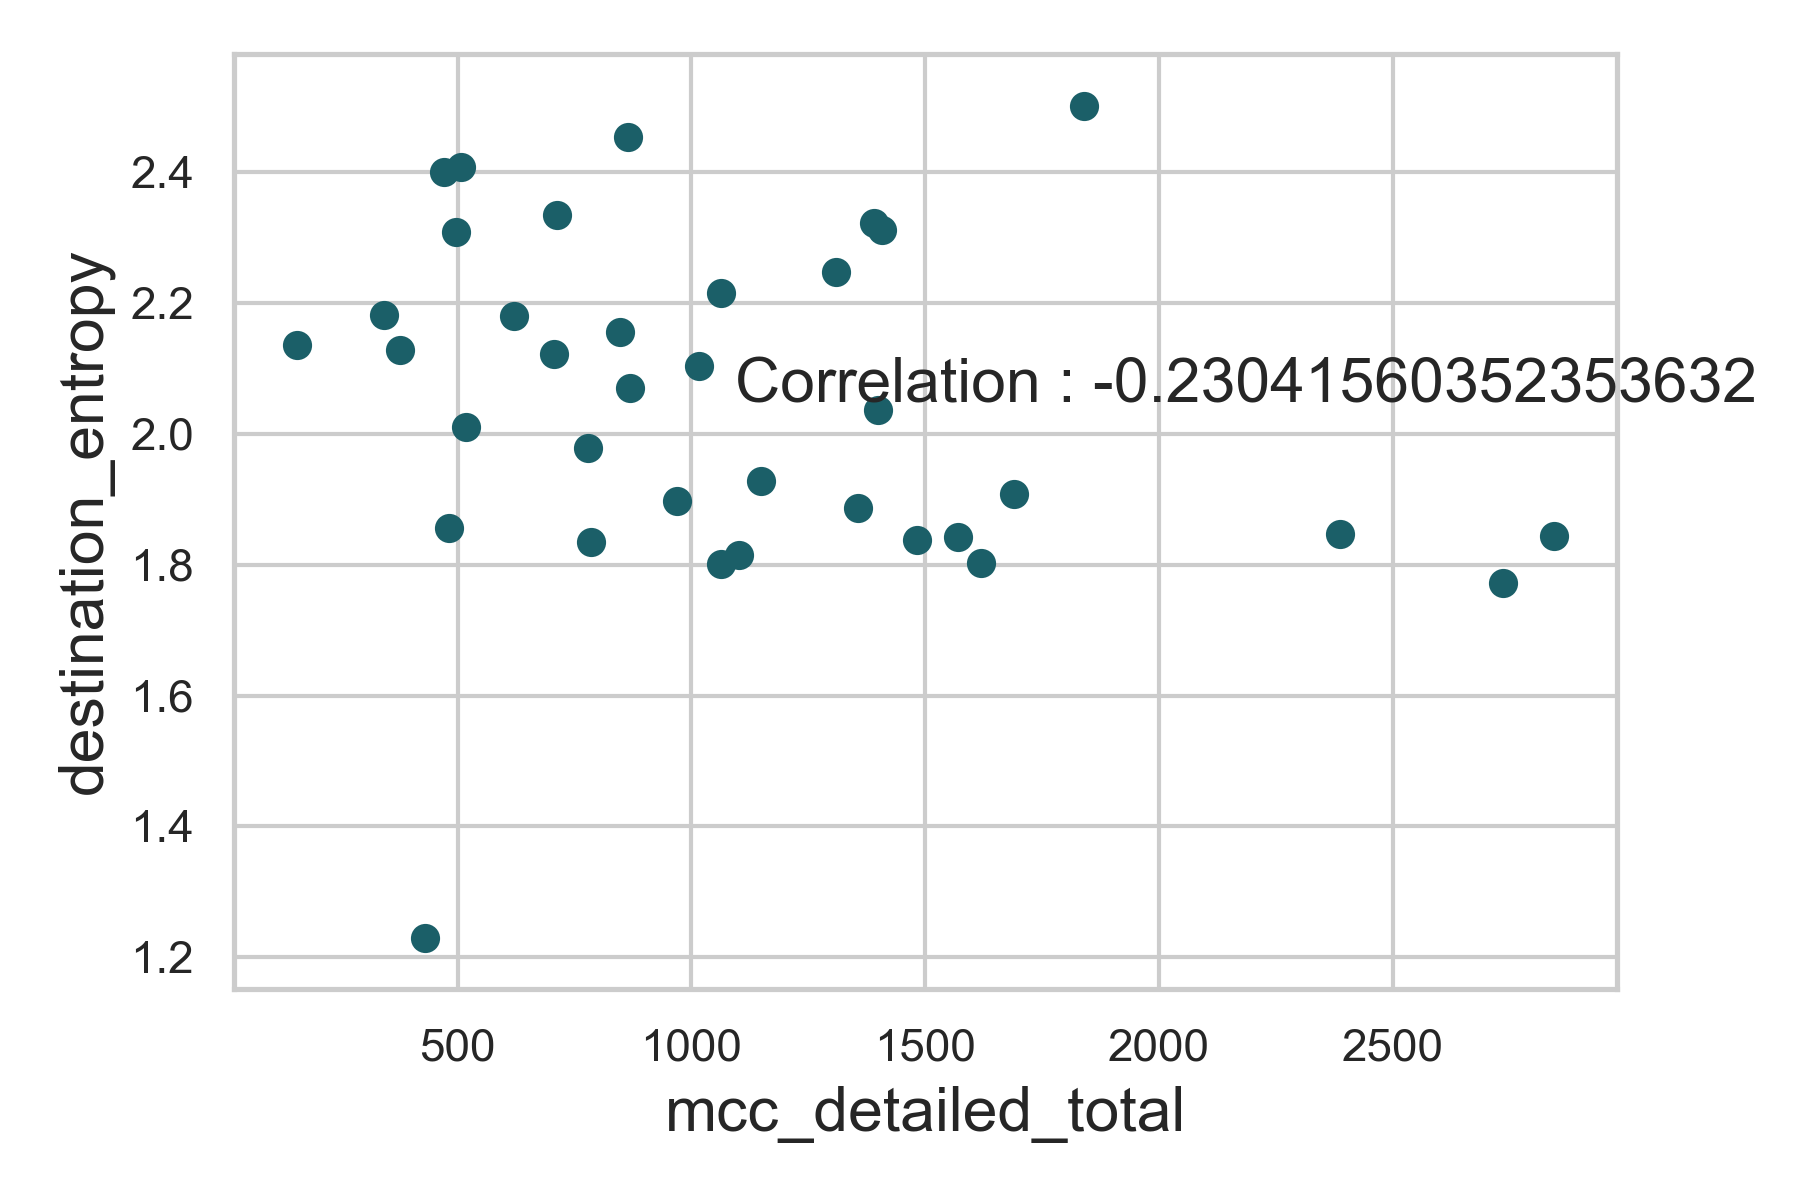 2.4
2.2
2.0
1.8
1.6
1.4
1.2
destination_entropy
Correlation : -0.23041560352353632
500 1000 1500 2000 2500
mcc_detailed_total